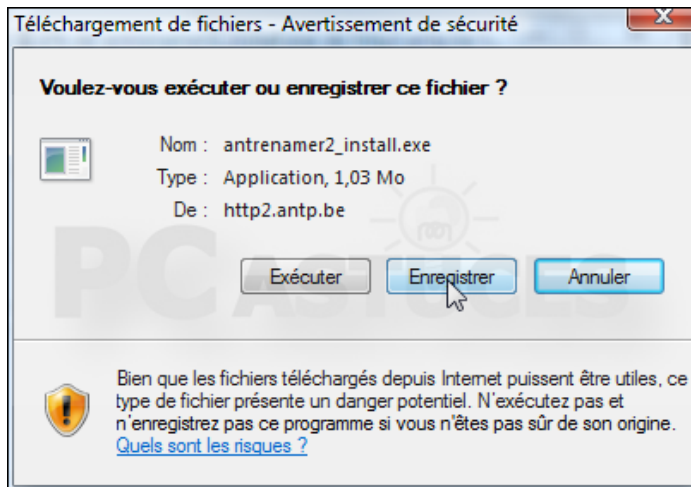 Téléchargement de fichiers - Avertissement de sécurité
Voulez-vous exécuter ou enregistrer ce fichier ?
Nom : antrenamer2_install.exe
Type : Application, 1,03 Mo
De : http2.antp.be
PC ASTUCES
Exécuter Enregistrer Annuler
Bien que les fichiers téléchargés depuis Internet puissent être utiles, ce
type de fichier présente un danger potentiel. N'exécutez pas et
n'enregistrez pas ce programme si vous n'êtes pas sûr de son origine.
Quels sont les risques ?